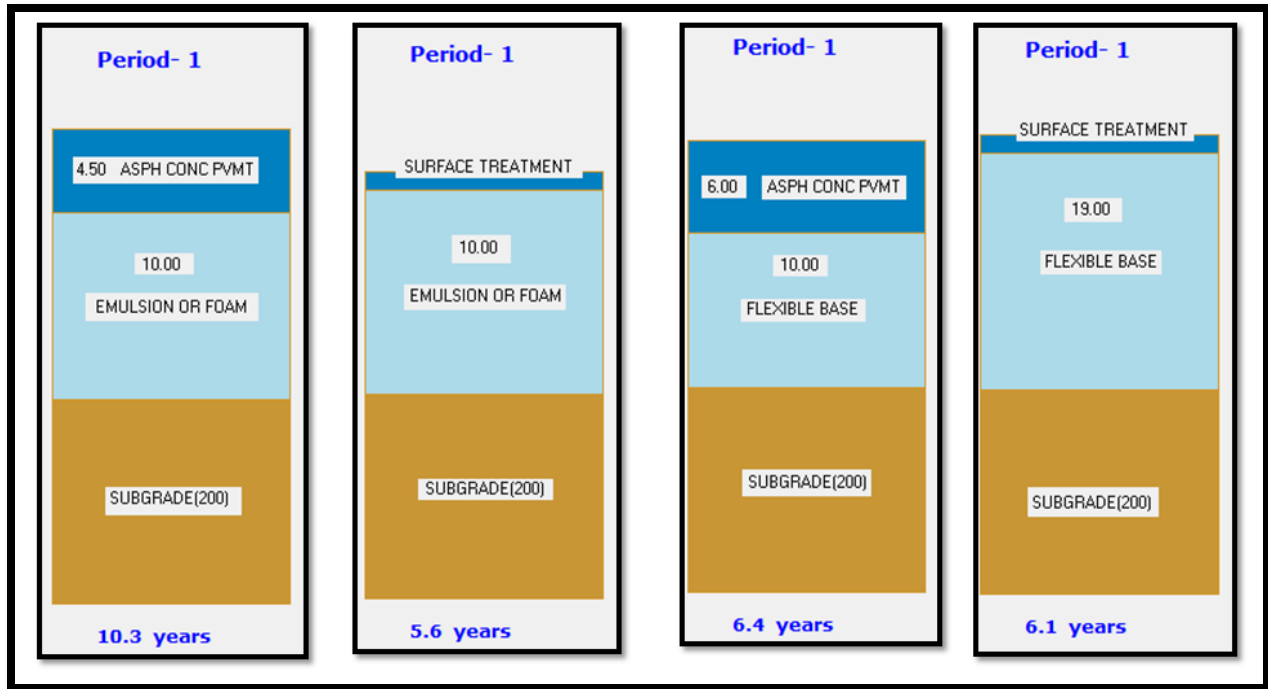 Period- 1
4.50 ASPH CONC PVMT
10.00
EMULSION OR FOAM
SUBGRADE(200)
10.3 years
Period- 1
SURFACE TREATMENT
10.00
EMULSION OR FOAM
SUBGRADE(200)
5.6 years
Period- 1
6.00 ASPH CONC PVMT
10.00
FLEXIBLE BASE
SUBGRADE(200)
6.4 years
Period- 1
SURFACE TREATMENT
19.00
FLEXIBLE BASE
SUBGRADE(200)
6.1 years